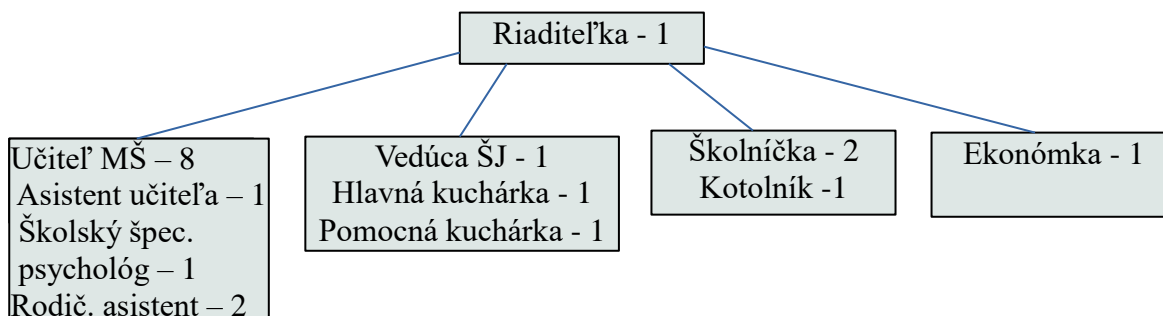 Riaditeľka - 1
Učiteľ MŠ – 8
Asistent učiteľa – 1
Školský špec.
psychológ – 1
Rodič. asistent – 2
Vedúca ŠJ - 1
Hlavná kuchárka - 1
Pomocná kuchárka - 1
Školníčka - 2
Kotolník -1
Ekonómka - 1